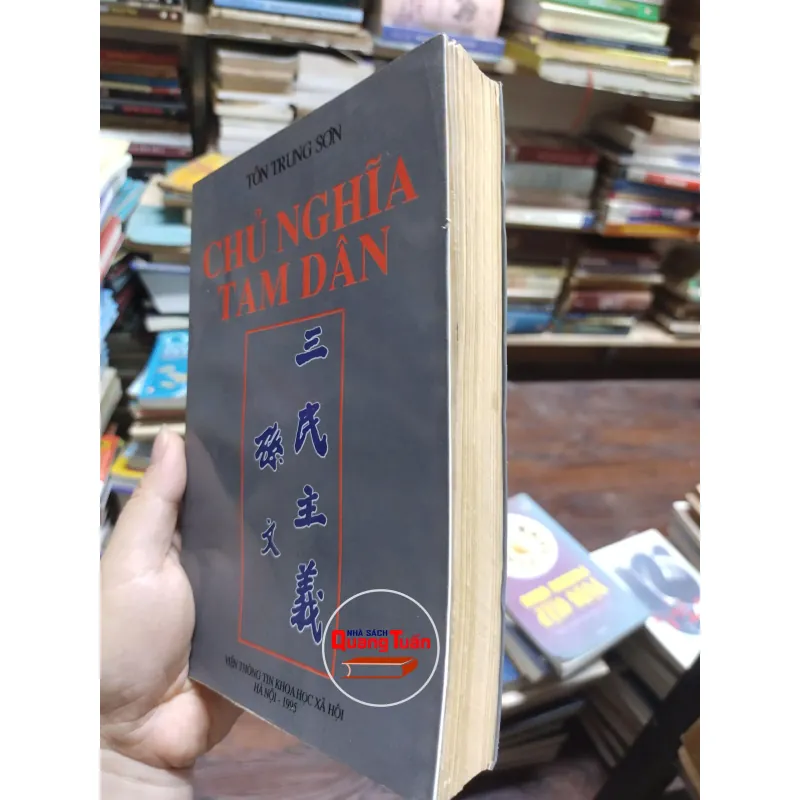 TÔN TRUNG SƠN
CHỦ NGHĨA
TAM DÂN
三民主義
孫文
VIỆN THÔNG TIN KHOA HỌC XÃ HỘI
HÀ NỘI - 1995
NHÀ SÁCH
Quang Tuân